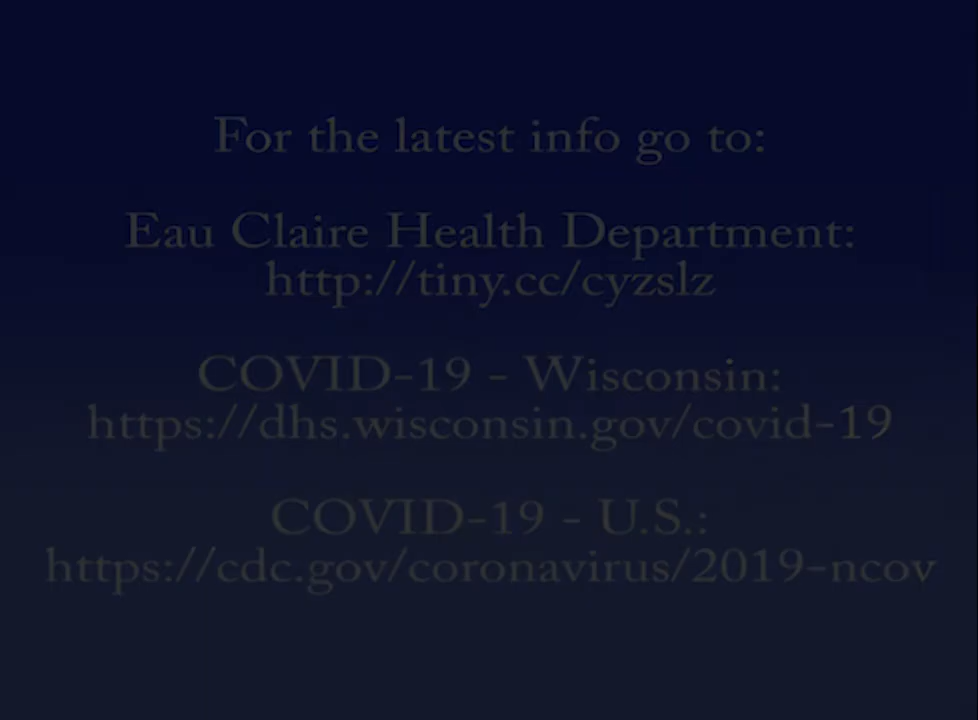 For the latest info go to:
Eau Claire Health Department:
http://tiny.cc/cyzslz
COVID-19 - Wisconsin:
https://dhs.wisconsin.gov/covid-19
COVID-19 - U.S.:
https://cdc.gov/coronavirus/2019-ncov